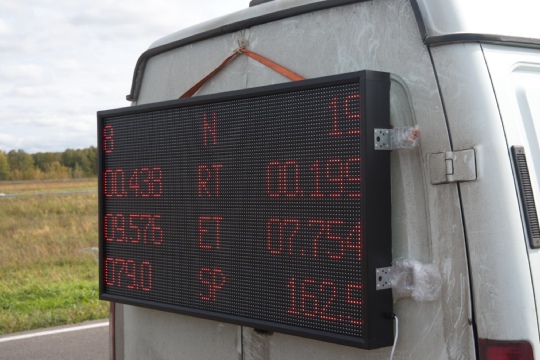 8 N 19
00.438 RT 00.199
09.576 ET 07.754
079.0 SP 162.5